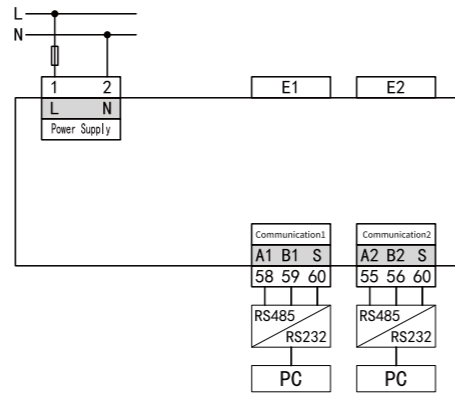 L
N
1 2
L N
Power Supply
E1
E2
Communication1
A1 B1 S
58 59 60
RS485
RS232
PC
Communication2
A2 B2 S
55 56 60
RS485
RS232
PC